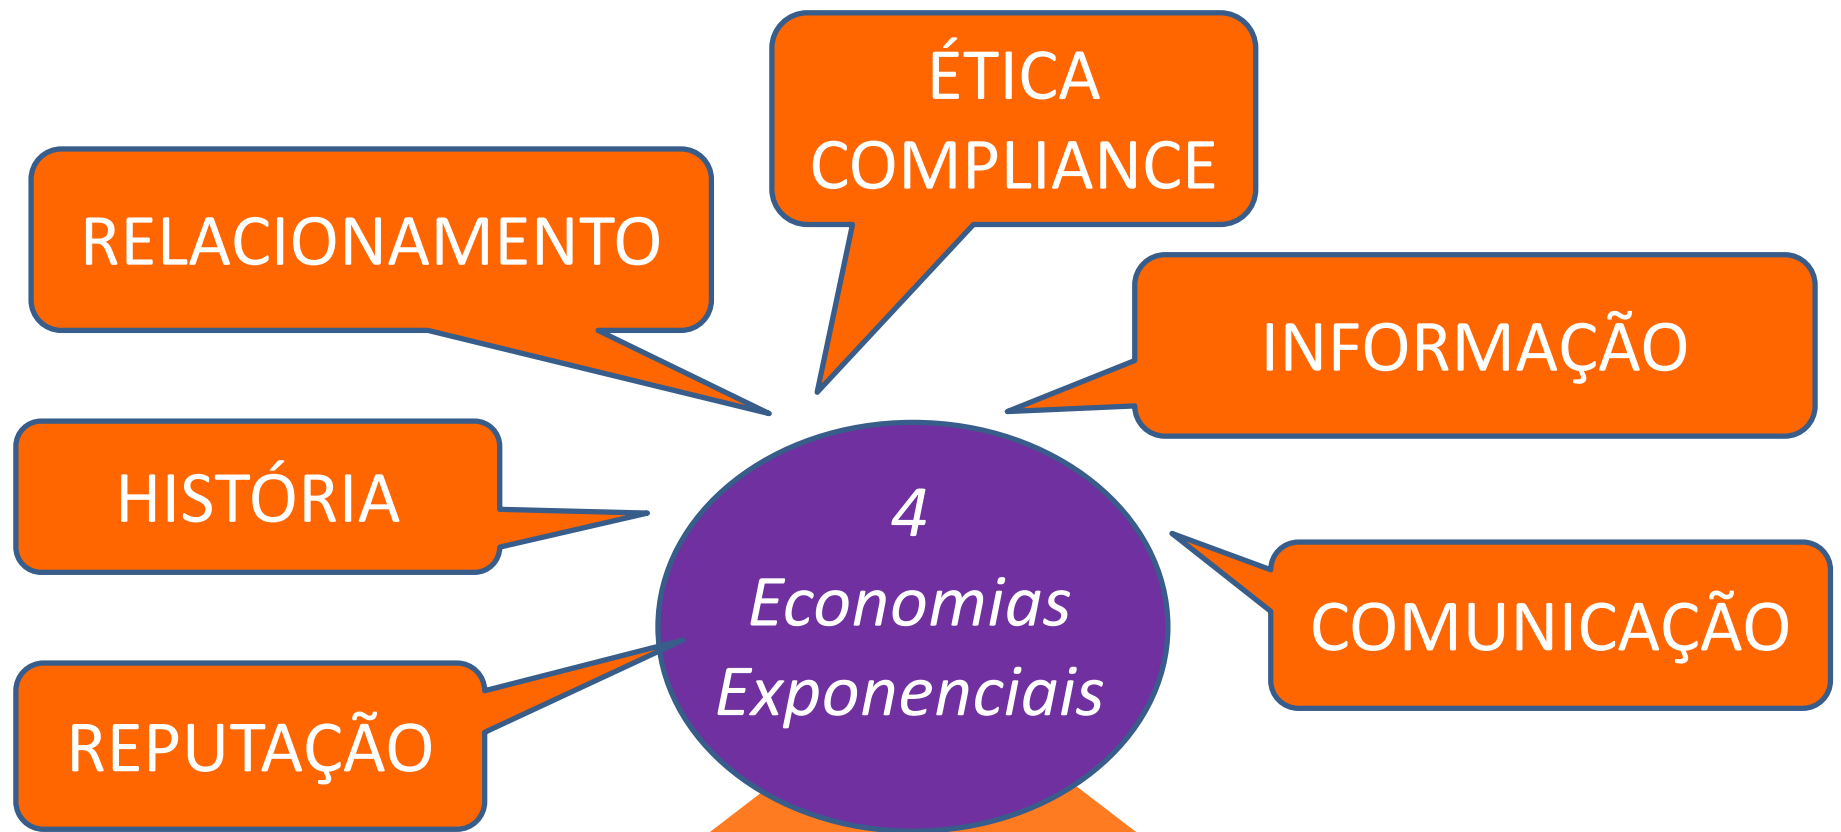 ÉTICA
COMPLIANCE
RELACIONAMENTO
INFORMAÇÃO
HISTÓRIA
4
Economias
Exponenciais
COMUNICAÇÃO
REPUTAÇÃO